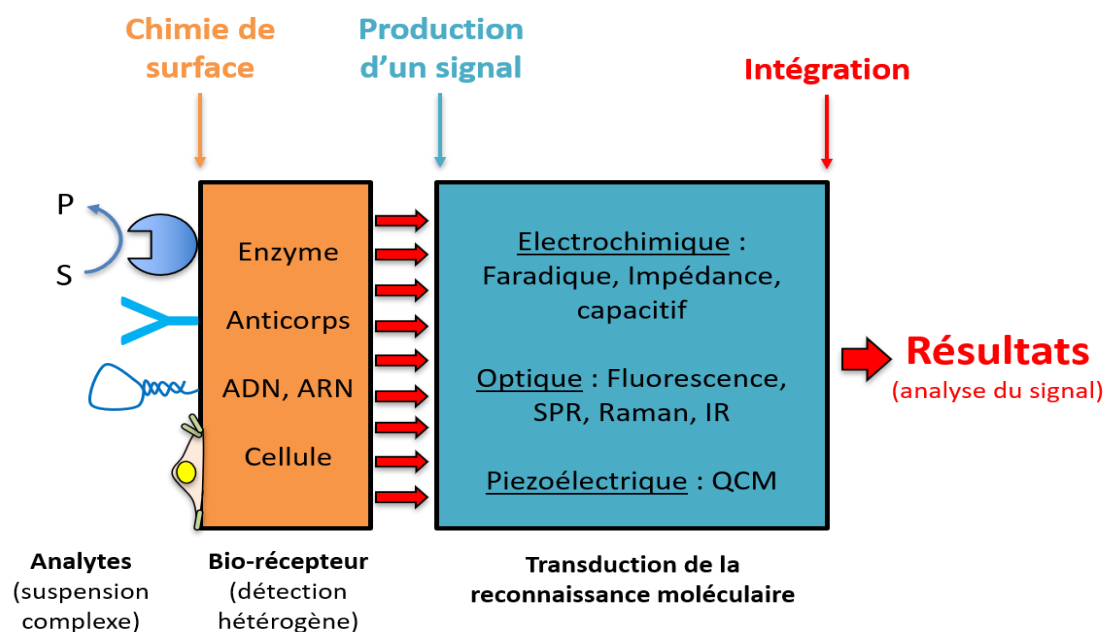 Chimie de
surface
Production
d’un signal
Intégration
P
S
Enzyme
Anticorps
ADN, ARN
Cellule
Electrochimique :
Faradique, Impédance,
capacitif
Optique : Fluorescence,
SPR, Raman, IR
Piezoélectrique : QCM
Résultats
(analyse du signal)
Analytes
(suspension
complexe)
Bio-récepteur
(détection
hétérogène)
Transduction de la
reconnaissance moléculaire